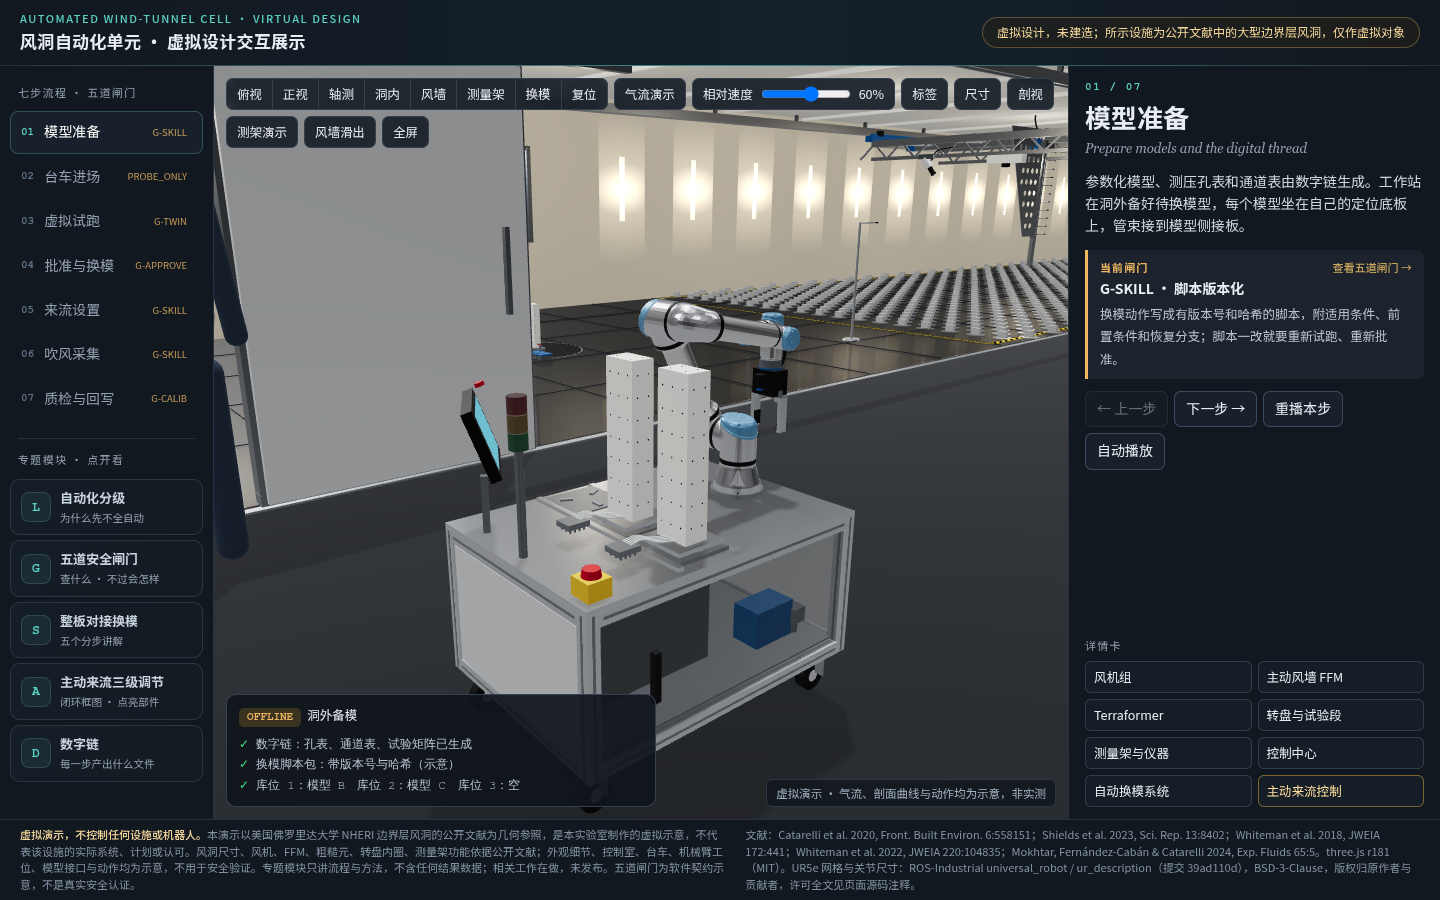 AUTOMATED WIND-TUNNEL CELL · VIRTUAL DESIGN
风洞自动化单元 · 虚拟设计交互展示
虚拟设计，未建造；所示设施为公开文献中的大型边界层风洞，仅作虚拟对象
七步流程 · 五道闸门
01 模型准备 G-SKILL
02 台车进场 PROBE_ONLY
03 虚拟试跑 G-TWIN
04 批准与换模 G-APPROVE
05 来流设置 G-SKILL
06 吹风采集 G-SKILL
07 质检与回写 G-CALIB
专题模块 · 点开看
L 自动化分级
为什么先不全自动
G 五道安全闸门
查什么 · 不过会怎样
S 整板对接换模
五个分步讲解
A 主动来流三级调节
闭环框图 · 点亮部件
D 数字链
每一步产出什么文件
俯视 正视 轴测 洞内 风墙 测量架 换模 复位 气流演示 相对速度 60% 标签 尺寸 剖视
测架演示 风墙滑出 全屏
OFFLINE 洞外备模
✓ 数字链：孔表、通道表、试验矩阵已生成
✓ 换模脚本包：带版本号与哈希（示意）
✓ 库位 1：模型 B 库位 2：模型 C 库位 3：空
虚拟演示 · 气流、剖面曲线与动作均为示意，非实测
01 / 07
模型准备
Prepare models and the digital thread
参数化模型、测压孔表和通道表由数字链生成。工作站
在洞外备好待换模型，每个模型坐在自己的定位底板
上，管束接到模型侧接板。
当前闸门 查看五道闸门 →
G-SKILL · 脚本版本化
换模动作写成有版本号和哈希的脚本，附适用条件、前
置条件和恢复分支；脚本一改就要重新试跑、重新批
准。
← 上一步 下一步 → 重播本步
自动播放
详情卡
风机组 主动风墙 FFM
Terraformer 转盘与试验段
测量架与仪器 控制中心
自动换模系统 主动来流控制
虚拟演示，不控制任何设施或机器人。本演示以美国佛罗里达大学 NHERI 边界层风洞的公开文献为几何参照，是本实验室制作的虚拟示意，不代
表该设施的实际系统、计划或认可。风洞尺寸、风机、FFM、粗糙元、转盘内圈、测量架功能依据公开文献；外观细节、控制室、台车、机械臂工
位、模型接口与动作均为示意，不用于安全验证。专题模块只讲流程与方法，不含任何结果数据；相关工作在做，未发布。五道闸门为软件契约示
意，不是真实安全认证。
文献：Catarelli et al. 2020, Front. Built Environ. 6:558151；Shields et al. 2023, Sci. Rep. 13:8402；Whiteman et al. 2018, JWEIA
172:441；Whiteman et al. 2022, JWEIA 220:104835；Mokhtar, Fernández-Cabán & Catarelli 2024, Exp. Fluids 65:5。three.js r181
（MIT）。UR5e 网格与关节尺寸：ROS-Industrial universal_robot / ur_description（提交 39ad110d），BSD-3-Clause，版权归原作者与
贡献者，许可全文见页面源码注释。